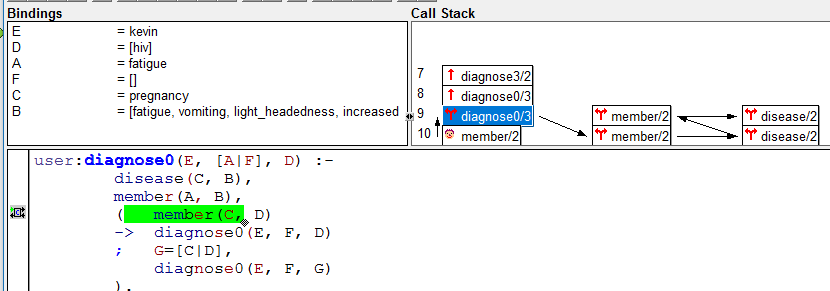 Bindings
E = kevin
D = [hiv]
A = fatigue
F = []
C = pregnancy
B = [fatigue, vomiting, light_headedness, increased
Call Stack
7 diagnose3/2
8 diagnose0/3
9 diagnose0/3 member/2 disease/2
10 member/2 member/2 disease/2
user:diagnose0(E, [A|F], D) :-
disease(C, B),
member(A, B),
( member(C, D)
-> diagnose0(E, F, D)
; G=[C|D],
diagnose0(E, F, G)
).